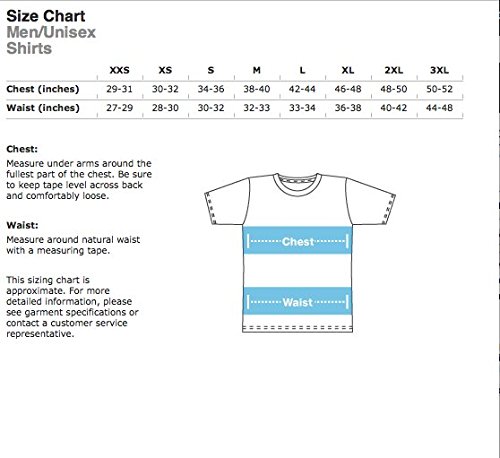 Size Chart
Men/Unisex
Shirts
XXS XS S M L XL 2XL 3XL
Chest (inches) 29-31 30-32 34-36 38-40 42-44 46-48 48-50 50-52
Waist (inches) 27-29 28-30 30-32 32-33 33-34 36-38 40-42 44-48
Chest:
Measure under arms around the
fullest part of the chest. Be sure
to keep tape level across back
and comfortably loose.
Waist:
Measure around natural waist
with a measuring tape.
This sizing chart is
approximate. For more
detailed information, please
see garment specifications or
contact a customer service
representative.
Chest
Waist